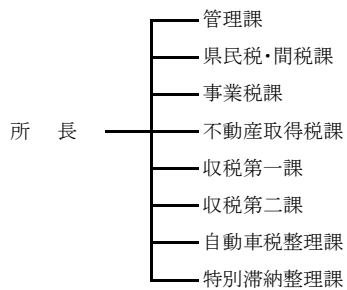 所長
管理課
県民税・間税課
事業税課
不動産取得税課
収税第一課
収税第二課
自動車税整理課
特別滞納整理課